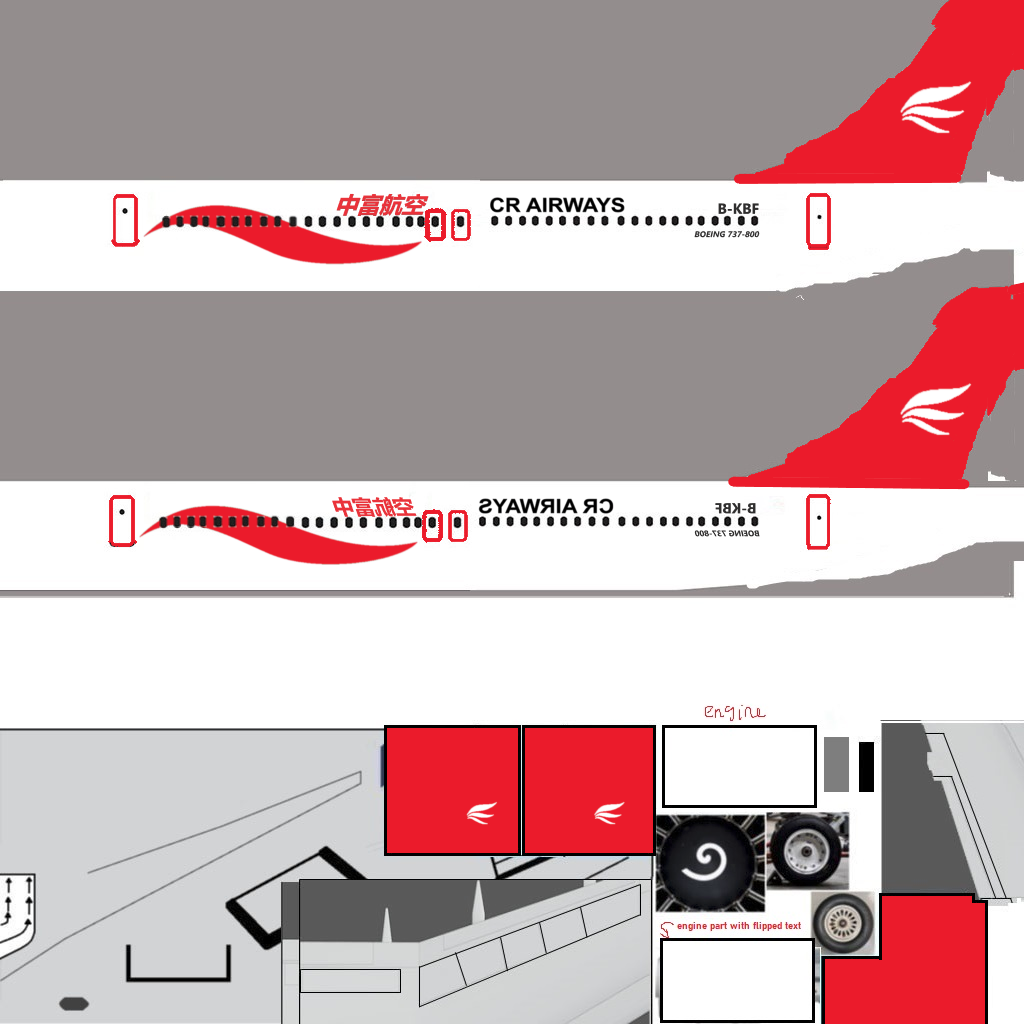 中富航空
CR AIRWAYS
B-KBF
BOEING 737-800
中富航空
CR AIRWAYS
B-KBF
BOEING 737-800
engine
engine part with flipped text